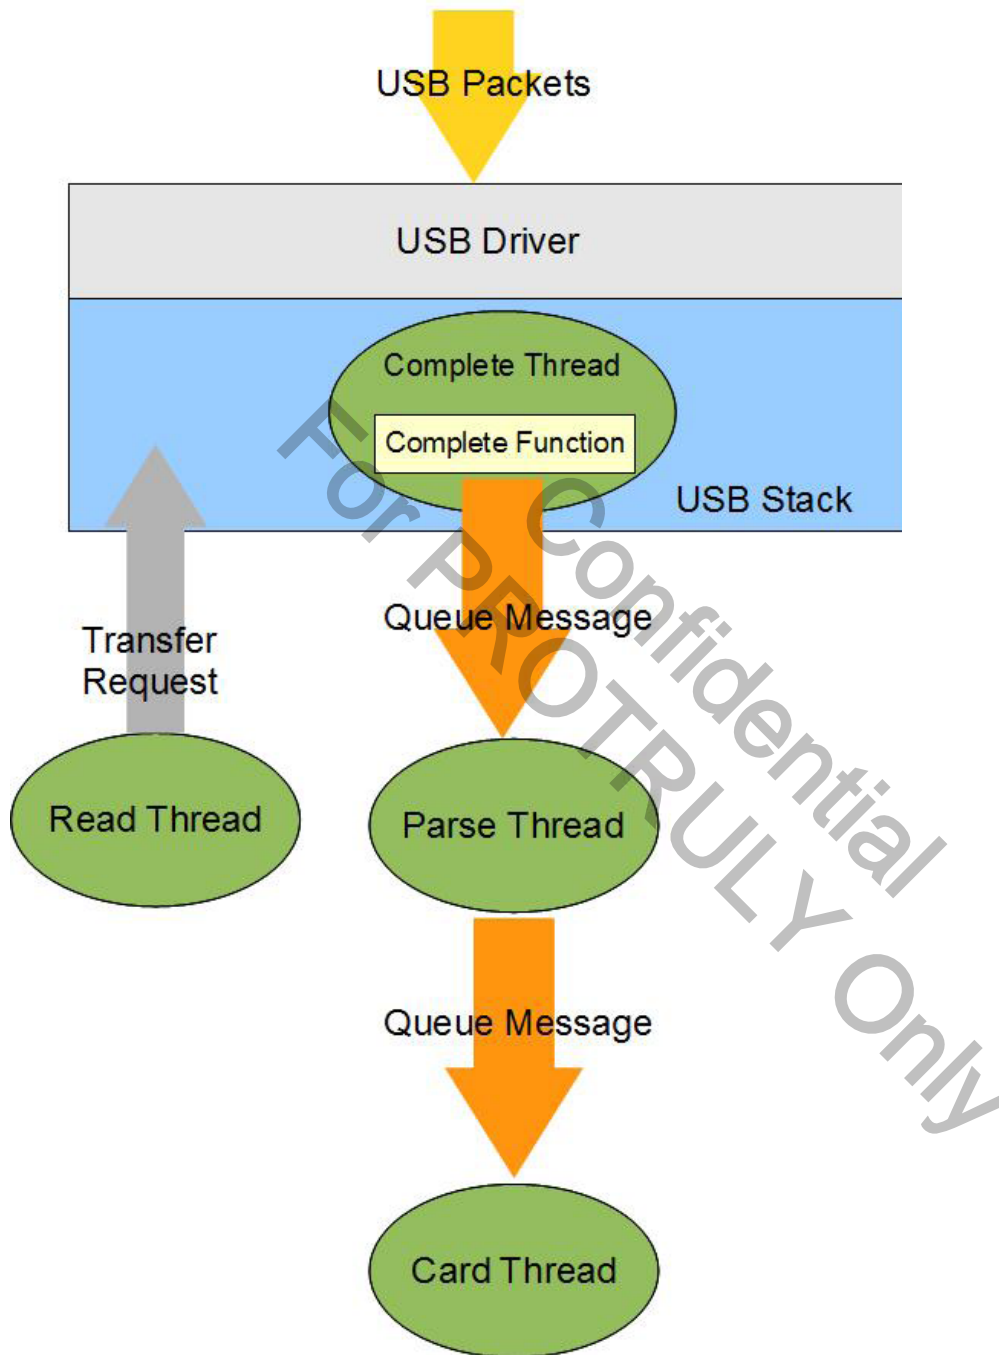 USB Packets
USB Driver
Complete Thread
Complete Function
USB Stack
Queue Message
Transfer
Request
Read Thread
Parse Thread
Queue Message
Card Thread
Confidential
For PROTRULY Only